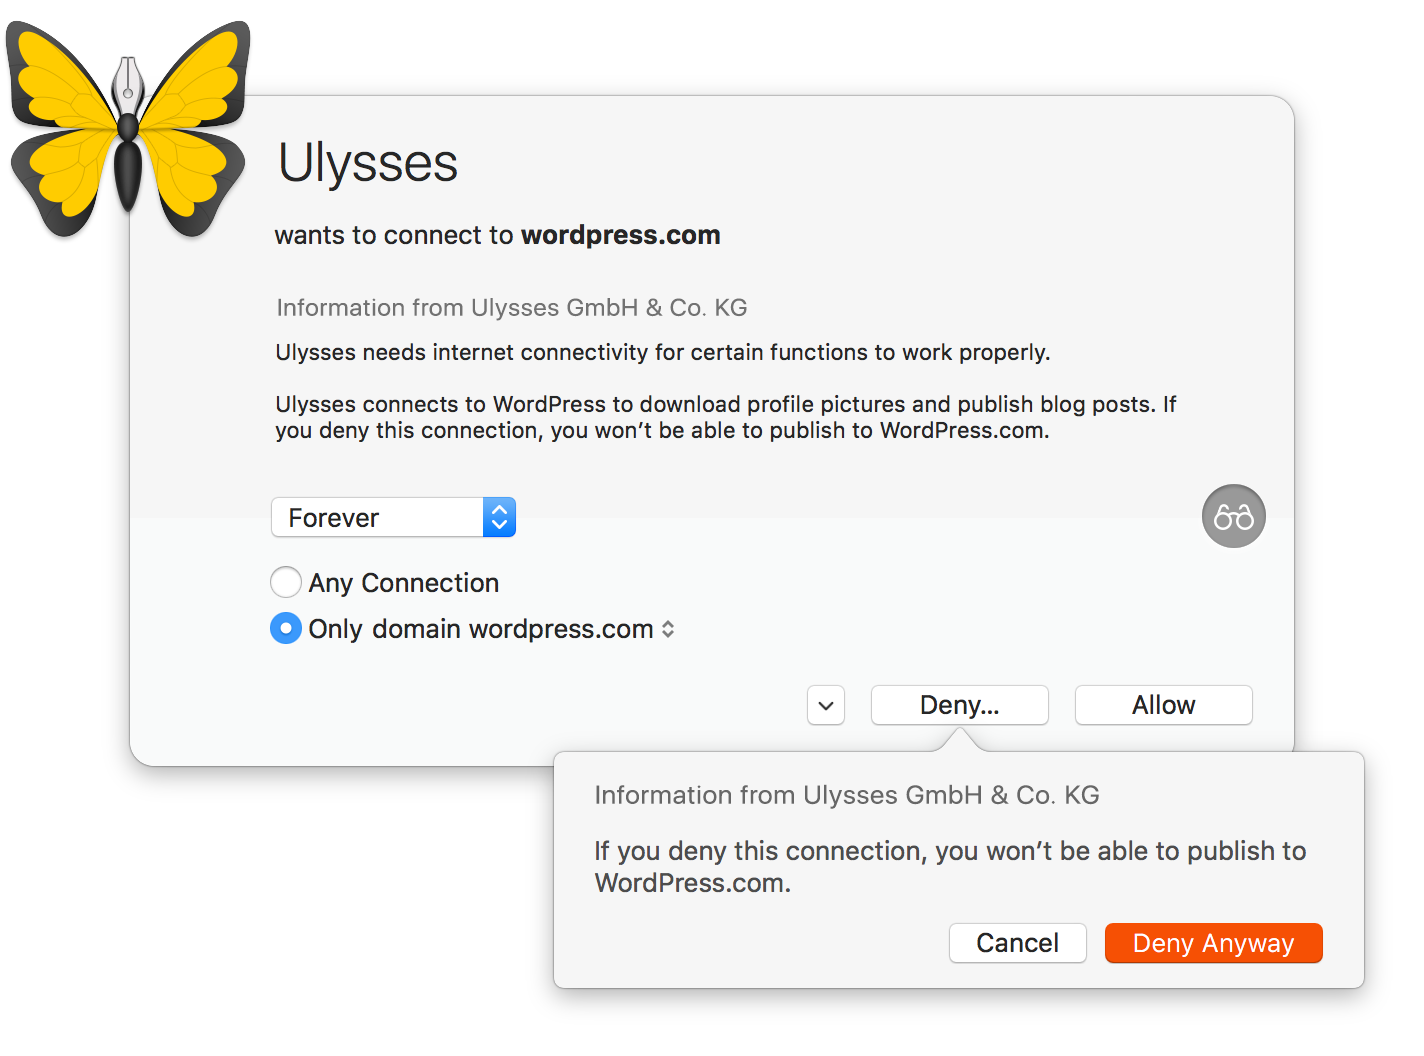 Ulysses
wants to connect to wordpress.com
Information from Ulysses GmbH & Co. KG
Ulysses needs internet connectivity for certain functions to work properly.
Ulysses connects to WordPress to download profile pictures and publish blog posts. If
you deny this connection, you won’t be able to publish to WordPress.com.
Forever
Any Connection
Only domain wordpress.com
Deny...
Allow
Information from Ulysses GmbH & Co. KG
If you deny this connection, you won’t be able to publish to
WordPress.com.
Cancel
Deny Anyway